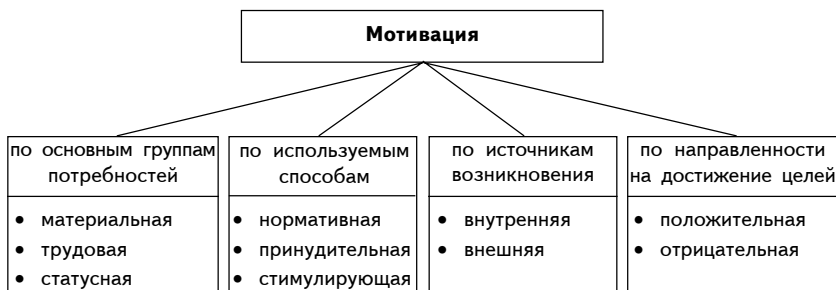 Мотивация
по основным группам
потребностей
• материальная
• трудовая
• статусная
по используемым
способам
• нормативная
• принудительная
• стимулирующая
по источникам
возникновения
• внутренняя
• внешняя
по направленности
на достижение целей
• положительная
• отрицательная